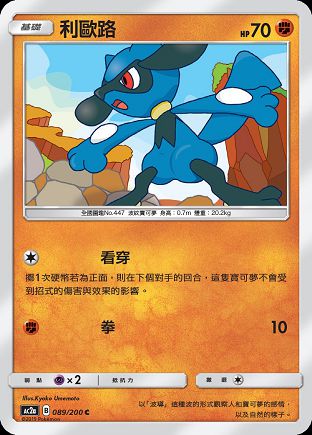 基礎 利歐路 HP70
全國圖鑑No.447 波紋寶可夢 身高：0.7m 體重：20.2kg
看穿
擲1次硬幣若為正面，則在下個對手的回合，這隻寶可夢不會受
到招式的傷害與效果的影響。
拳 10
弱點 ×2 抵抗力 撤退
Illus.Kyoko Umemoto
AC2a B 089/200 C
©2019 Pokémon
以「波導」這種波的形式觀察人和寶可夢的感情，
以及自然的樣子。